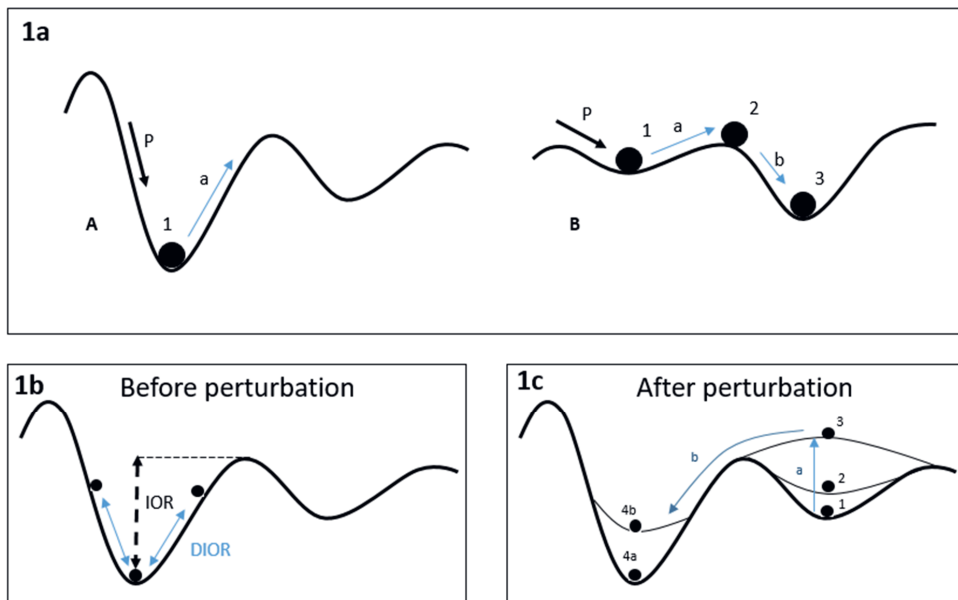 1a
P
a
1
A
P
1
a
2
b
3
B
1b
Before perturbation
IOR
DIOR
1c
After perturbation
3
b
a
2
1
4b
4a